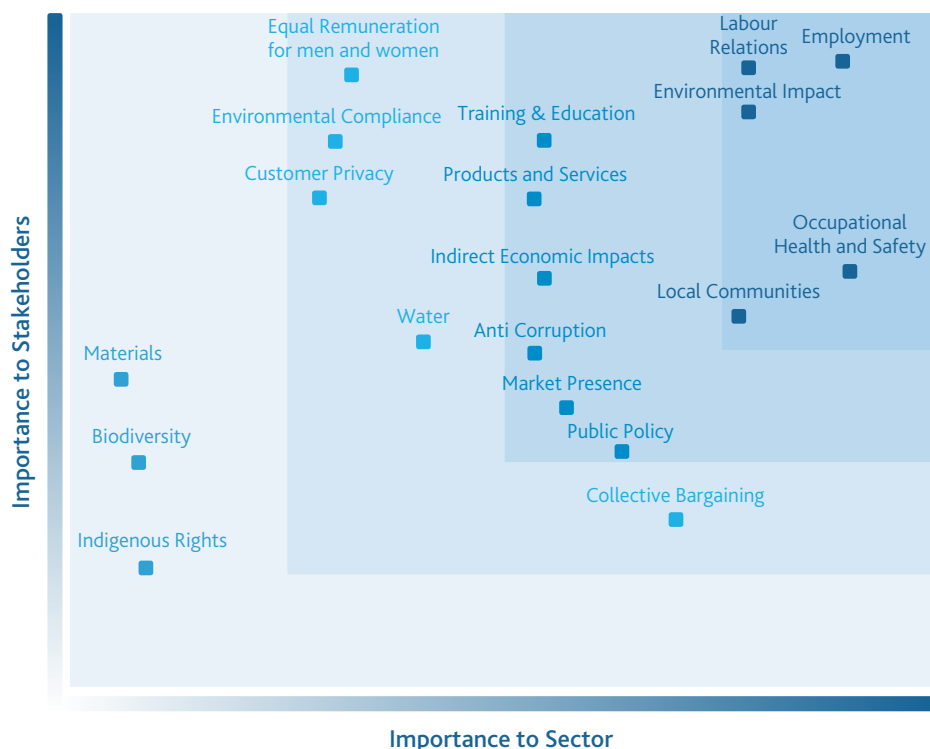 Equal Remuneration
for men and women
Labour
Relations
Employment
Environmental Impact
Environmental Compliance
Training & Education
Customer Privacy
Products and Services
Occupational
Health and Safety
Indirect Economic Impacts
Local Communities
Water
Anti Corruption
Materials
Market Presence
Biodiversity
Public Policy
Collective Bargaining
Indigenous Rights
Importance to Stakeholders
Importance to Sector